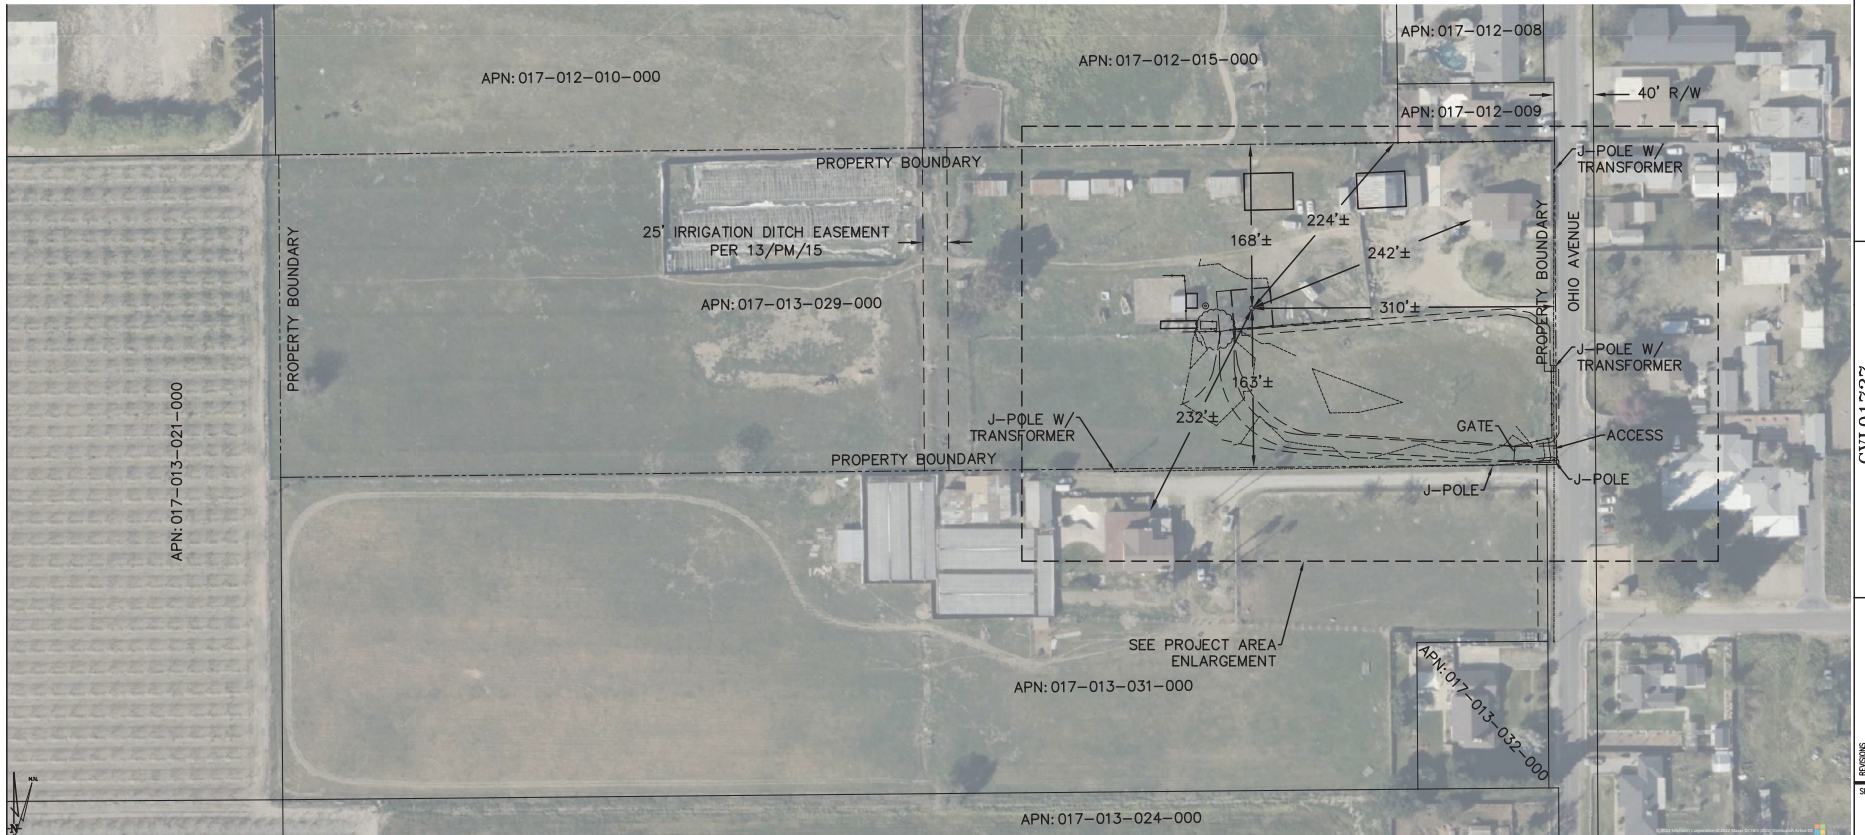 APN: 017-012-008
APN: 017-012-015-000
APN: 017-012-010-000
40' R/W
APN: 017-012-009
J-POLE W/
TRANSFORMER
PROPERTY BOUNDARY
25' IRRIGATION DITCH EASEMENT
PER 13/PM/15
168'±
224'±
242'±
310'±
PROPERTY BOUNDARY
OHIO AVENUE
PROPERTY BOUNDARY
APN: 017-013-029-000
J-POLE W/
TRANSFORMER
163'±
232'±
J-POLE W/
TRANSFORMER
GATE
ACCESS
PROPERTY BOUNDARY
J-POLE
J-POLE
APN: 017-013-021-000
SEE PROJECT AREA
ENLARGEMENT
APN: 017-013-031-000
APN: 017-013-032-000
APN: 017-013-024-000
REVISIONS
N